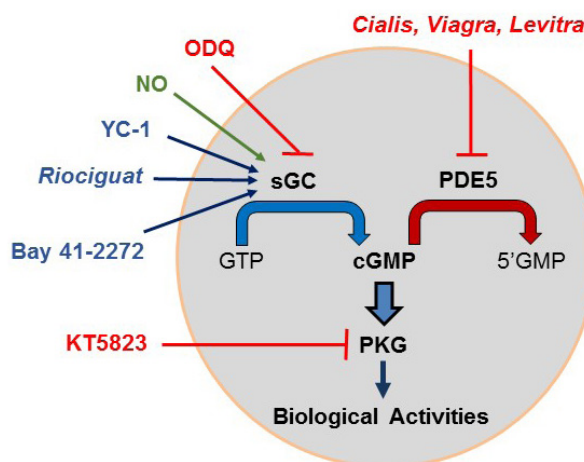 Cialis, Viagra, Levitra
ODQ
NO
YC-1
Riociguat
sGC
PDE5
Bay 41-2272
GTP
cGMP
5'GMP
KT5823
PKG
Biological Activities